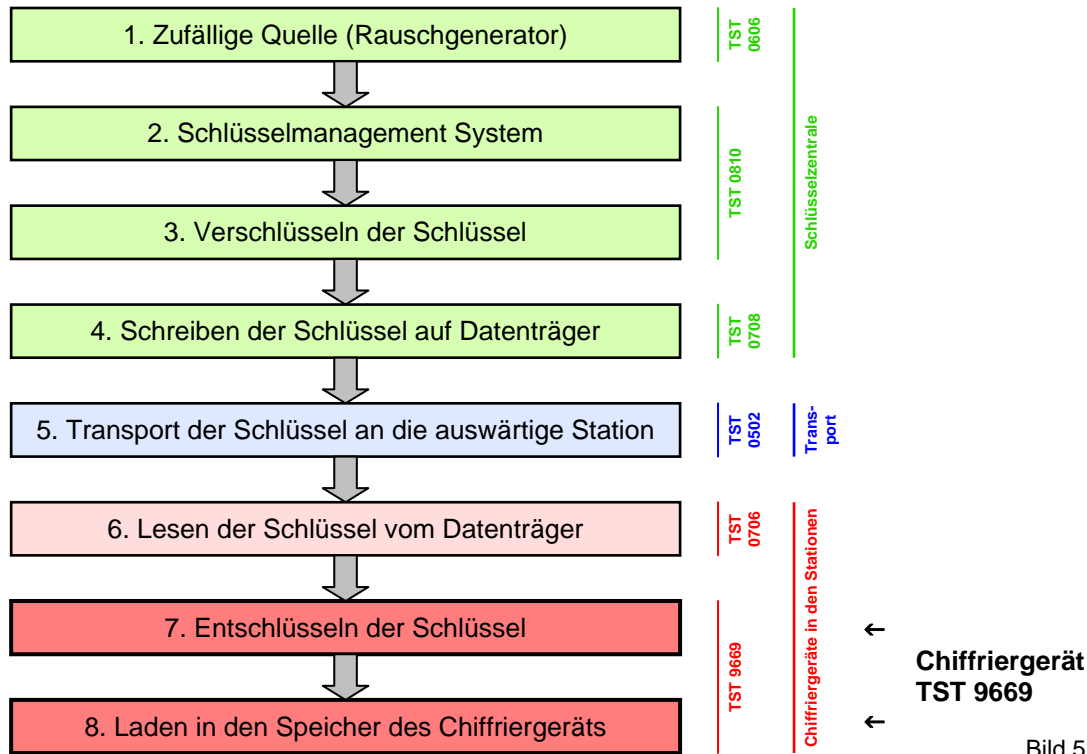 1. Zufällige Quelle (Rauschgenerator)
2. Schlüsselmanagement System
3. Verschlüsseln der Schlüssel
4. Schreiben der Schlüssel auf Datenträger
5. Transport der Schlüssel an die auswärtige Station
6. Lesen der Schlüssel vom Datenträger
7. Entschlüsseln der Schlüssel
8. Laden in den Speicher des Chiffriergeräts
TST
0606
TST 0810
TST
0708
TST
0502
TST
0706
TST 9669
Schlüsselzentrale
Trans-
port
Chiffriergeräte in den Stationen
Chiffriergerät
TST 9669
Bild 5